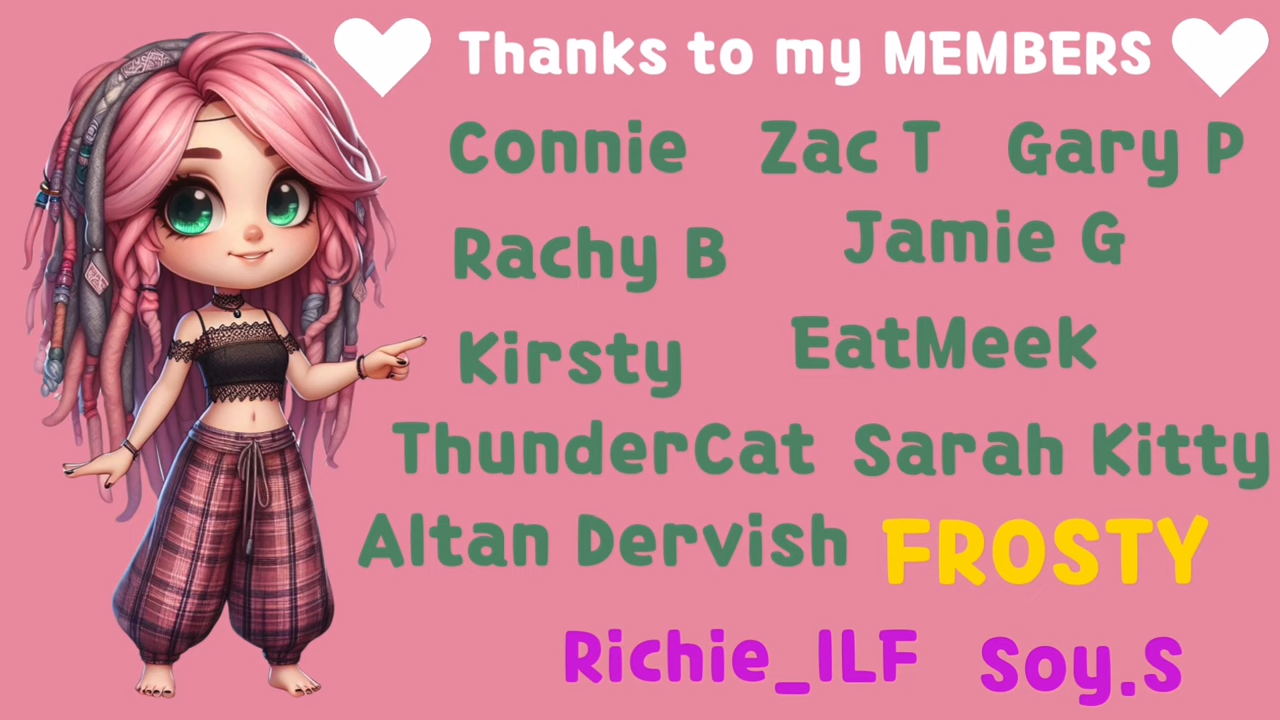 Thanks to my MEMBERS
Connie Zac T Gary P
Rachy B Jamie G
Kirsty EatMeek
ThunderCat Sarah Kitty
Altan Dervish FROSTY
Richie_ILF Soy.S